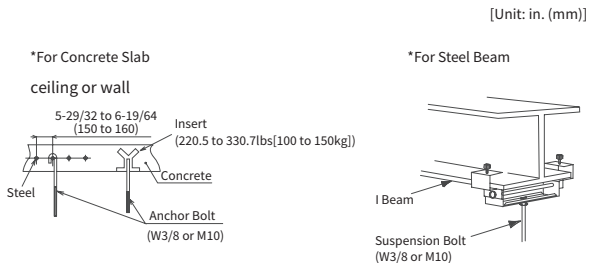 [Unit: in. (mm)]
*For Concrete Slab
ceiling or wall
5-29/32 to 6-19/64
(150 to 160)
Insert
(220.5 to 330.7lbs[100 to 150kg])
Concrete
Steel
Anchor Bolt
(W3/8 or M10)
*For Steel Beam
I Beam
Suspension Bolt
(W3/8 or M10)